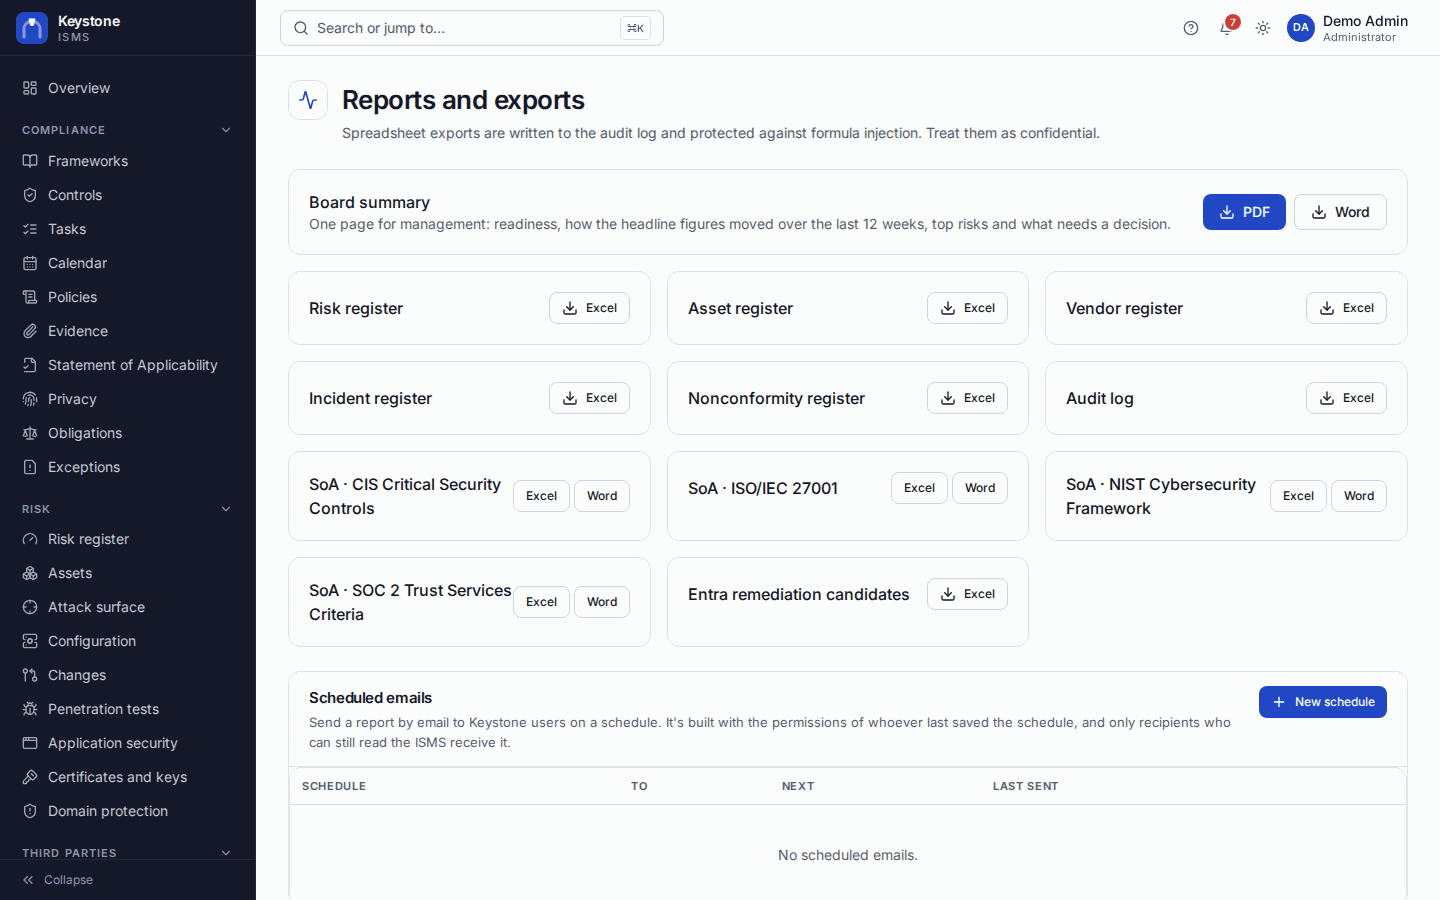 Keystone
ISMS
Search or jump to...
⌘K
7
DA
Demo Admin
Administrator
Overview
COMPLIANCE
Frameworks
Controls
Tasks
Calendar
Policies
Evidence
Statement of Applicability
Privacy
Obligations
Exceptions
RISK
Risk register
Assets
Attack surface
Configuration
Changes
Penetration tests
Application security
Certificates and keys
Domain protection
THIRD PARTIES
Collapse
Reports and exports
Spreadsheet exports are written to the audit log and protected against formula injection. Treat them as confidential.
Board summary
One page for management: readiness, how the headline figures moved over the last 12 weeks, top risks and what needs a decision.
PDF
Word
Risk register
Excel
Asset register
Excel
Vendor register
Excel
Incident register
Excel
Nonconformity register
Excel
Audit log
Excel
SoA · CIS Critical Security
Controls
Excel
Word
SoA · ISO/IEC 27001
Excel
Word
SoA · NIST Cybersecurity
Framework
Excel
Word
SoA · SOC 2 Trust Services
Criteria
Excel
Word
Entra remediation candidates
Excel
Scheduled emails
Send a report by email to Keystone users on a schedule. It's built with the permissions of whoever last saved the schedule, and only recipients who
can still read the ISMS receive it.
New schedule
SCHEDULE TO NEXT LAST SENT
No scheduled emails.